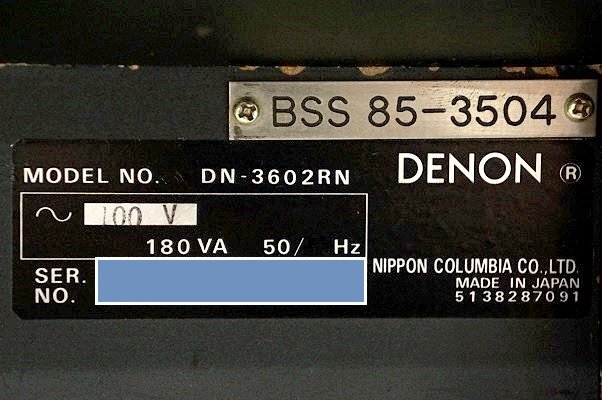 BSS 85-3504
MODEL NO. DN-3602RN
DENON ®
~ 100 V
180 VA 50/ Hz
SER. NO.
NIPPON COLUMBIA CO.,LTD.
MADE IN JAPAN
5138287091